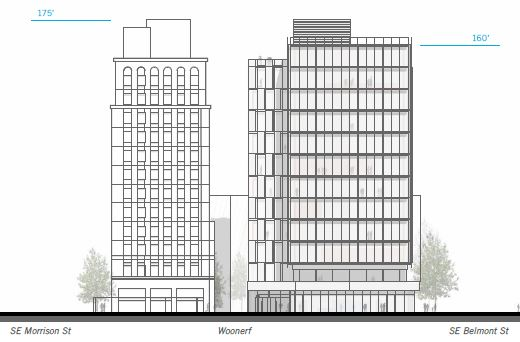 175'
160'
SE Morrison St
Woonerf
SE Belmont St